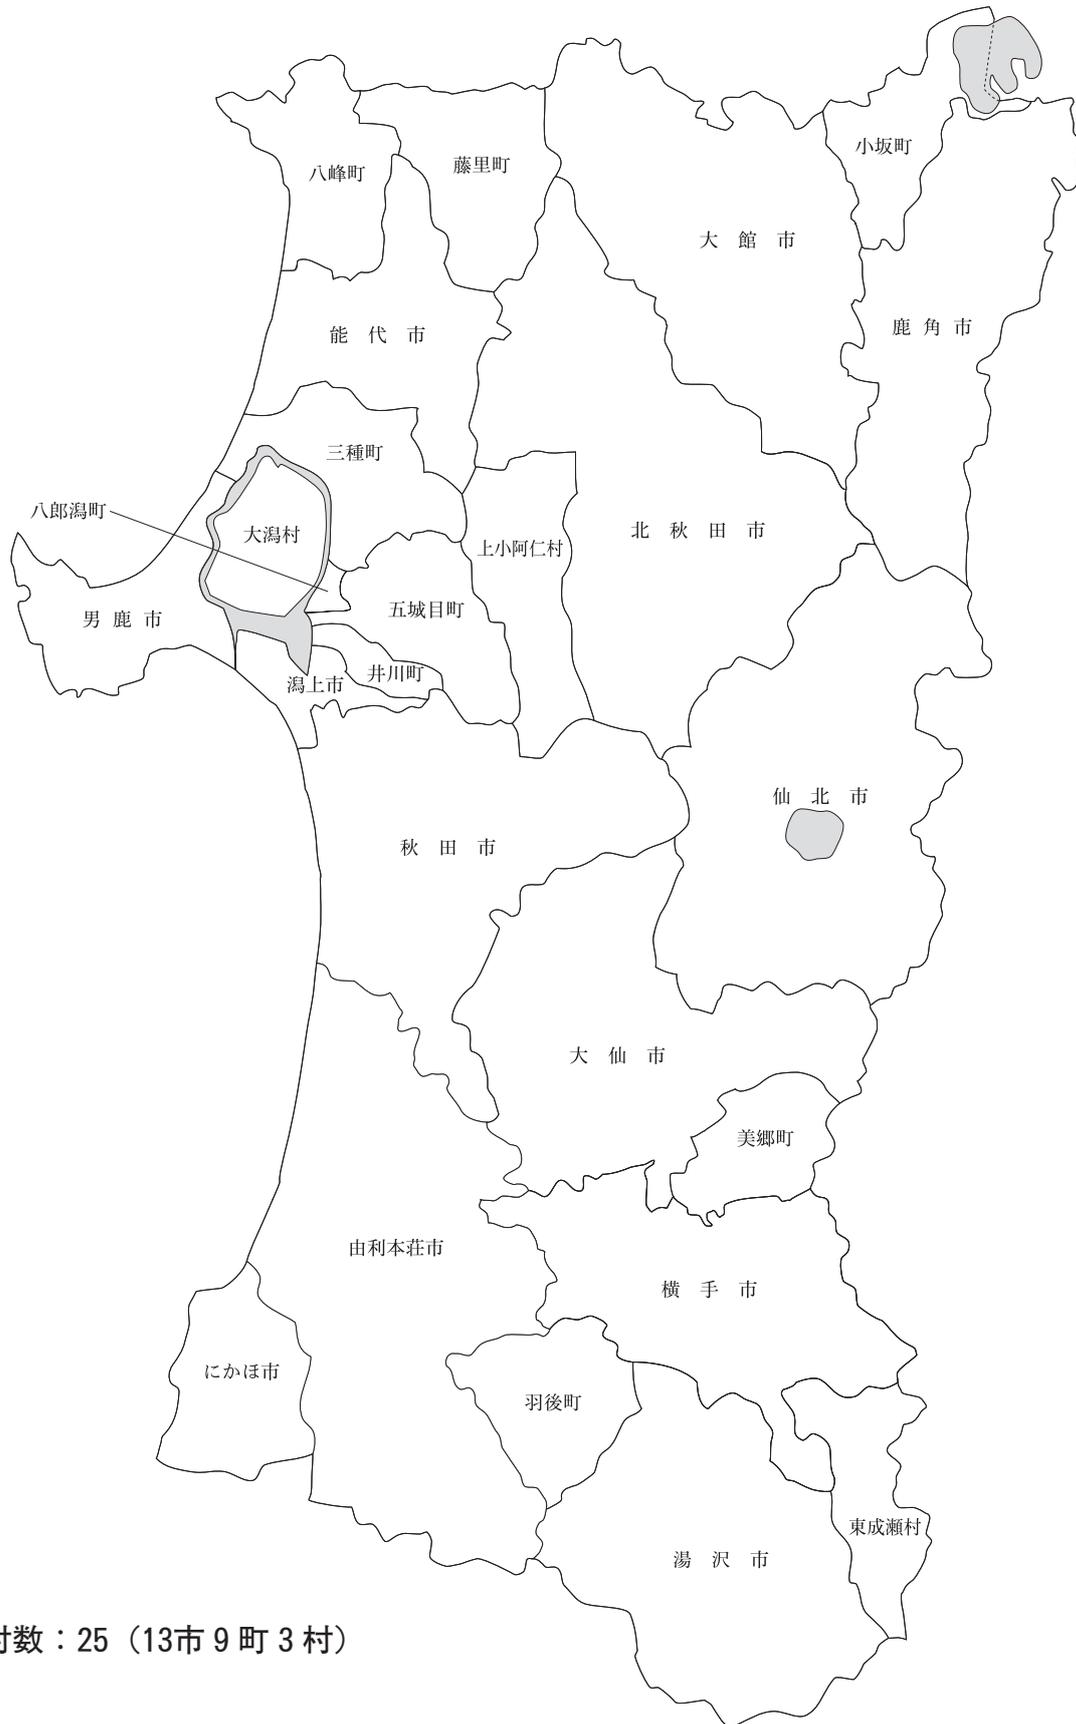 小坂町
藤里町
八峰町
大館市
鹿角市
能代市
三種町
八郎潟町
大潟村
北秋田市
上小阿仁村
五城目町
男鹿市
井川町
潟上市
仙北市
秋田市
大仙市
美郷町
由利本荘市
横手市
にかほ市
羽後町
東成瀬村
湯沢市
村数：25（13市9町3村）